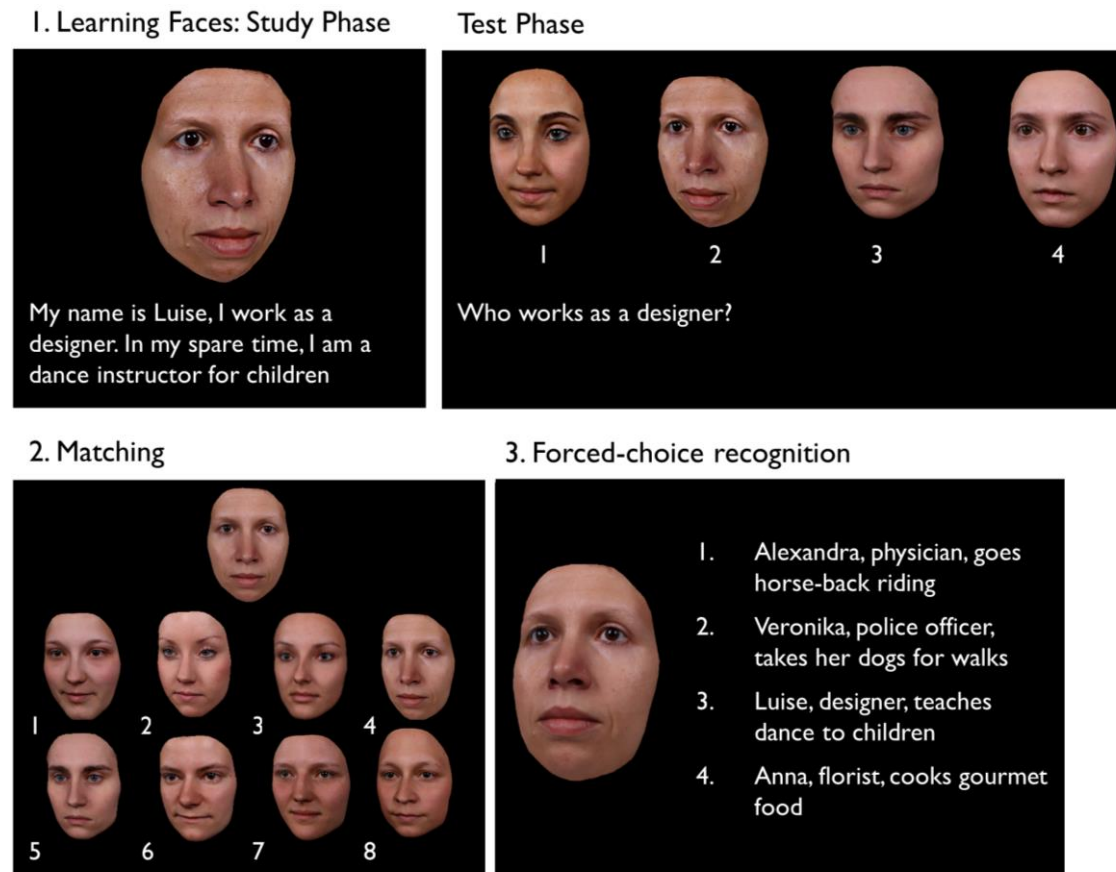 1. Learning Faces: Study Phase
Test Phase
My name is Luise, I work as a
designer. In my spare time, I am a
dance instructor for children
1
2
3
4
Who works as a designer?
2. Matching
1
2
3
4
5
6
7
8
3. Forced-choice recognition
1. Alexandra, physician, goes
horse-back riding
2. Veronika, police officer,
takes her dogs for walks
3. Luise, designer, teaches
dance to children
4. Anna, florist, cooks gourmet
food